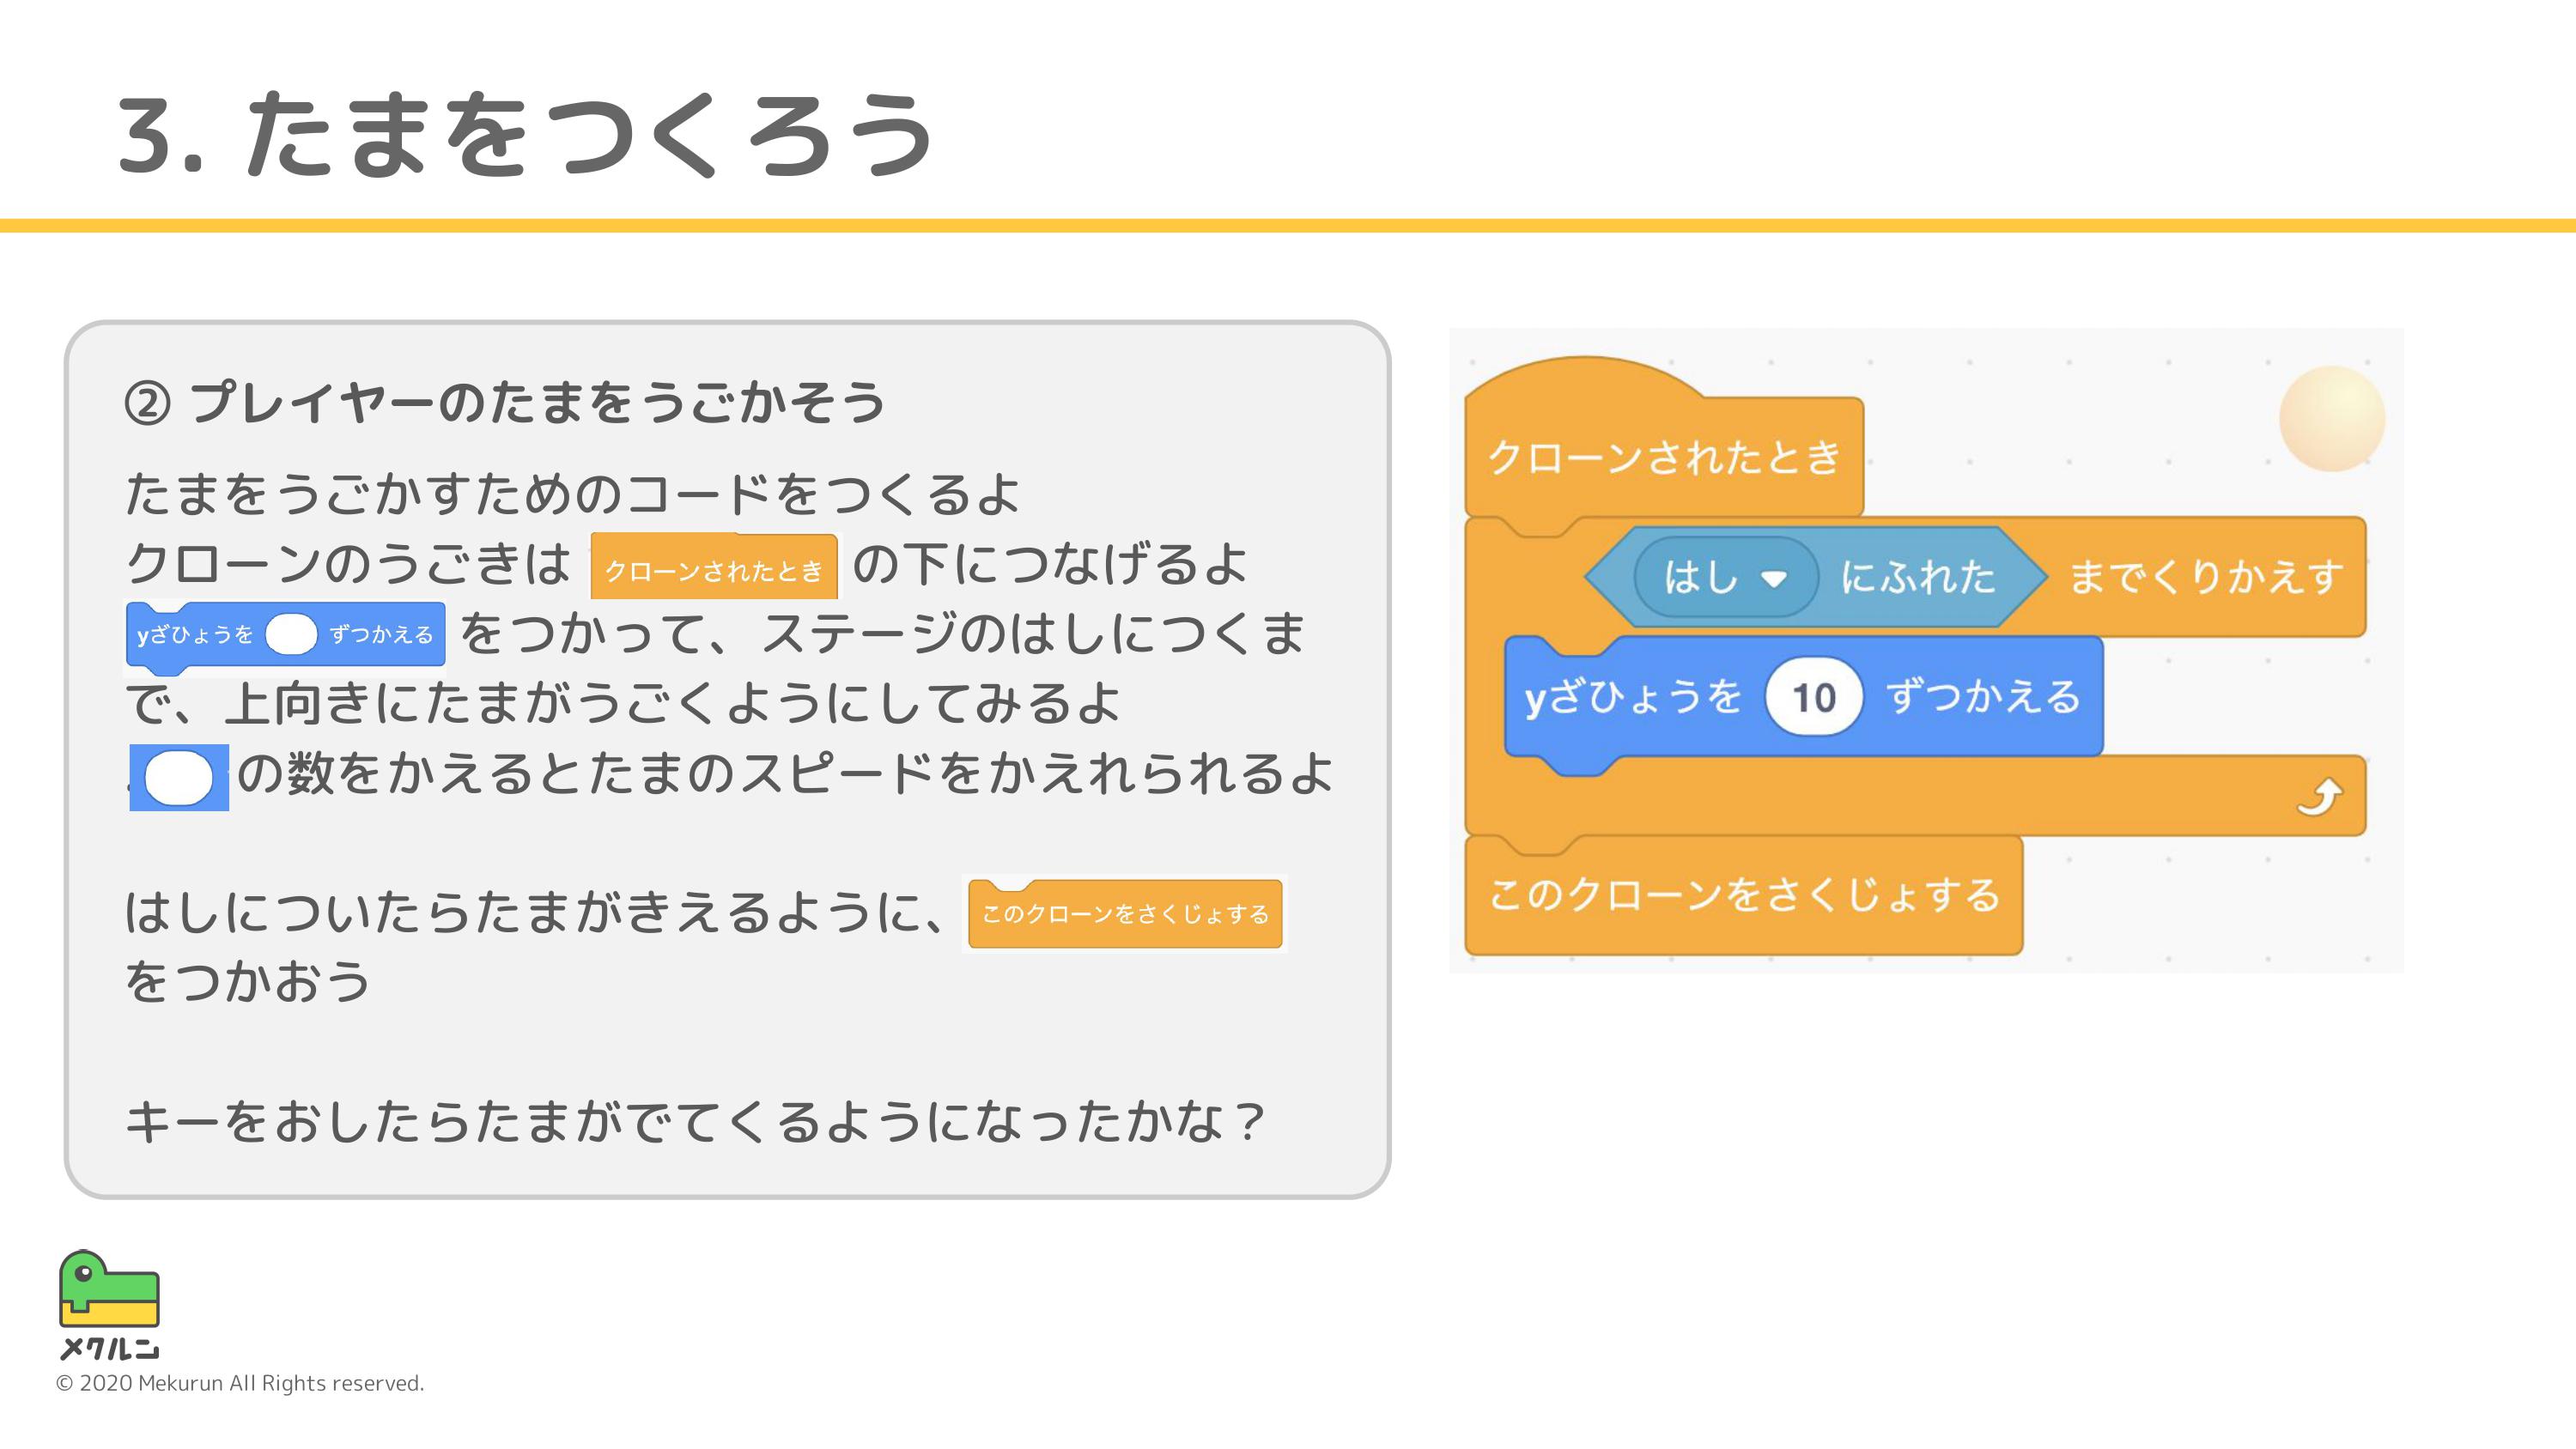 3. たまをつくろう
② プレイヤーのたまをうごかそう
たまをうごかすためのコードをつくるよ
クローンのうごきは クローンされたとき の下につなげるよ
yざひょうを ずつかえる をつかって、ステージのはしにつくま
で、上向きにたまがうごくようにしてみるよ
の数をかえるとたまのスピードをかえれられるよ
はしについたらたまがきえるように、 このクローンをさくじょする
をつかおう
キーをおしたらたまがでてくるようになったかな？
クローンされたとき
はし にふれた までくりかえす
yざひょうを 10 ずつかえる
このクローンをさくじょする
メクルン
© 2020 Mekurun All Rights reserved.